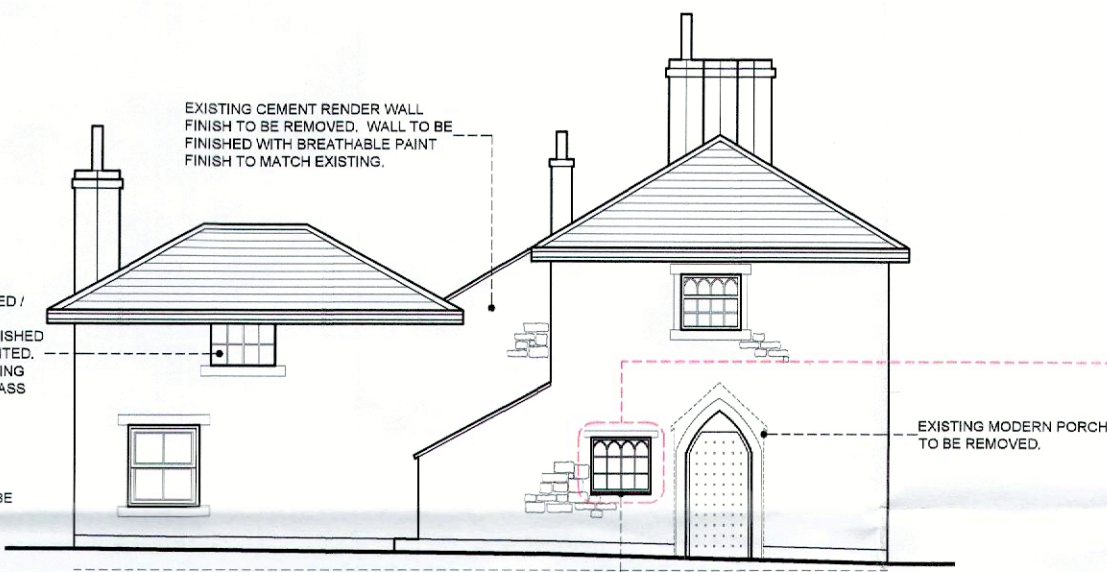 EXISTING CEMENT RENDER WALL
FINISH TO BE REMOVED.  WALL TO BE
FINISHED WITH BREATHABLE PAINT
FINISH TO MATCH EXISTING.
EXISTING MODERN PORCH
TO BE REMOVED.